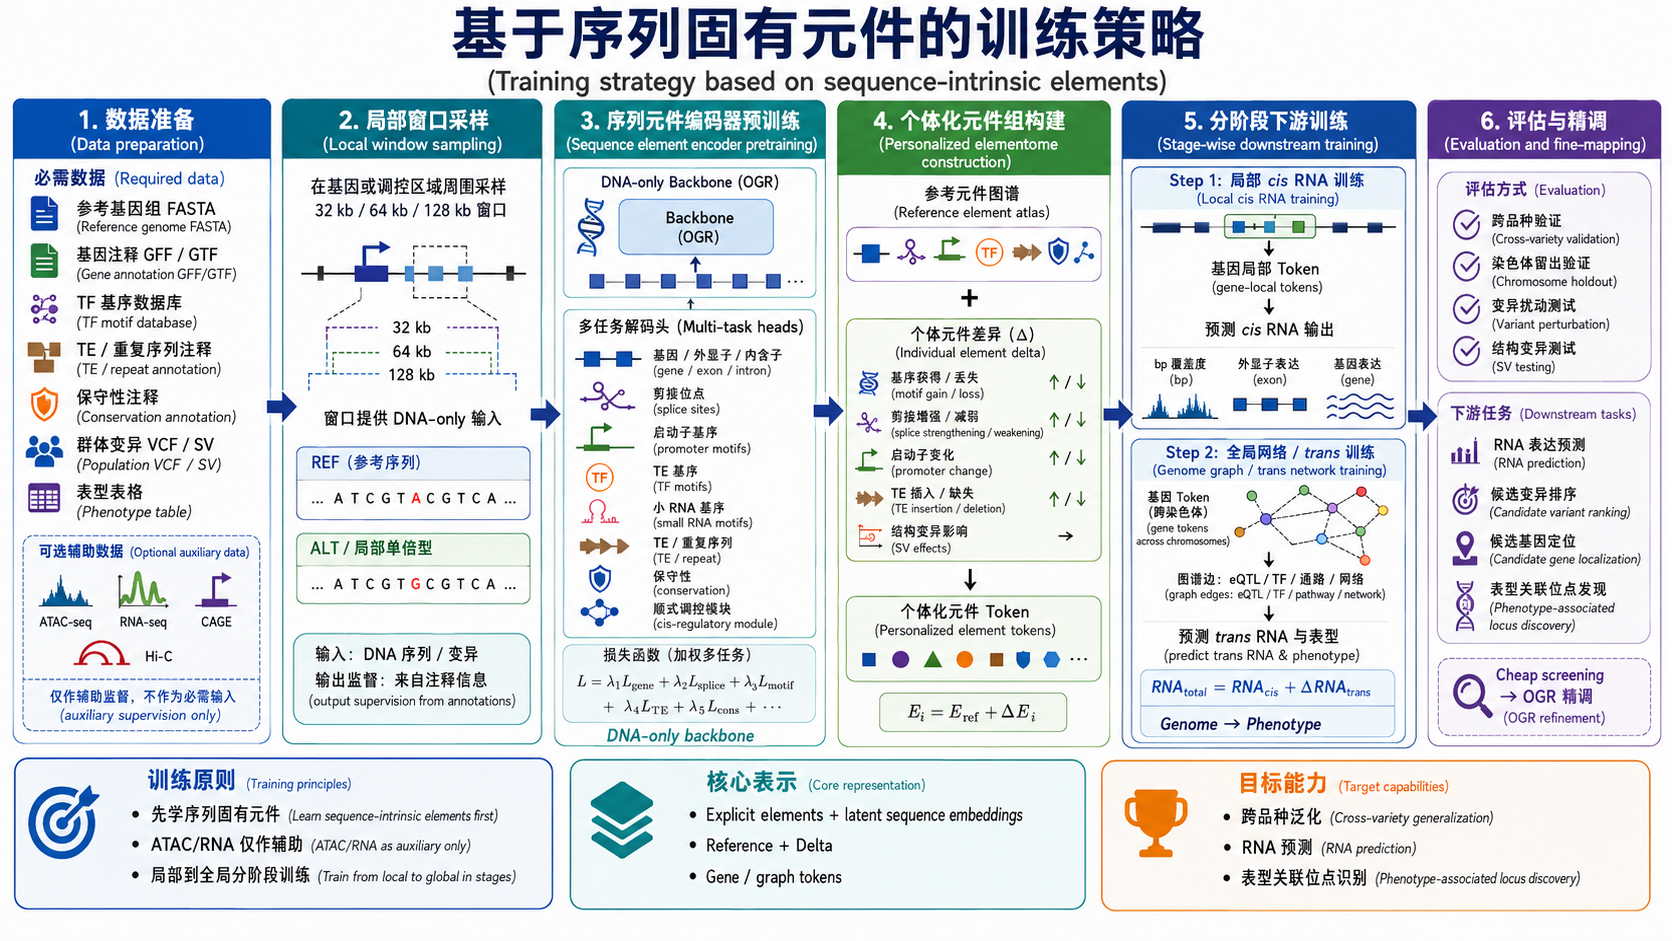 基于序列固有元件的训练策略
(Training strategy based on sequence-intrinsic elements)
1. 数据准备
(Data preparation)
必需数据 (Required data)
参考基因组 FASTA
(Reference genome FASTA)
基因注释 GFF / GTF
(Gene annotation GFF/GTF)
TF 基序数据库
(TF motif database)
TE / 重复序列注释
(TE / repeat annotation)
保守性注释
(Conservation annotation)
群体变异 VCF / SV
(Population VCF / SV)
表型表格
(Phenotype table)
可选辅助数据 (Optional auxiliary data)
ATAC-seq
RNA-seq
CAGE
Hi-C
仅作辅助监督，不作为必需输入
(auxiliary supervision only)
2. 局部窗口采样
(Local window sampling)
在基因或调控区域周围采样
32 kb / 64 kb / 128 kb 窗口
32 kb
64 kb
128 kb
窗口提供 DNA-only 输入
REF (参考序列)
... A T C G T A C G T C A ...
ALT / 局部单倍型
... A T C G T G C G T C A ...
输入：DNA 序列 / 变异
输出监督：来自注释信息
(output supervision from annotations)
3. 序列元件编码器预训练
(Sequence element encoder pretraining)
DNA-only Backbone (OGR)
Backbone
(OGR)
...
多任务解码头 (Multi-task heads)
基因 / 外显子 / 内含子
(gene / exon / intron)
剪接位点
(splice sites)
启动子基序
(promoter motifs)
TF
TE 基序
(TF motifs)
小 RNA 基序
(small RNA motifs)
TE / 重复序列
(TE / repeat)
保守性
(conservation)
顺式调控模块
(cis-regulatory module)
损失函数（加权多任务）
L = λ₁L_gene + λ₂L_splice + λ₃L_motif
+ λ₄L_TE + λ₅L_cons + ⋯
DNA-only backbone
4. 个体化元件组构建
(Personalized elementome
construction)
参考元件图谱
(Reference element atlas)
TF
+
个体元件差异 (Δ)
(Individual element delta)
基序获得 / 丢失 ↑ / ↓
(motif gain / loss)
剪接增强 / 减弱 ↑ / ↓
(splice strengthening / weakening)
启动子变化 ↑ / ↓
(promoter change)
TE 插入 / 缺失 ↑ / ↓
(TE insertion / deletion)
结构变异影响 →
(SV effects)
个体化元件 Token
(Personalized element tokens)
...
E_i = E_ref + ΔE_i
5. 分阶段下游训练
(Stage-wise downstream training)
Step 1: 局部 cis RNA 训练
(Local cis RNA training)
基因局部 Token
(gene-local tokens)
预测 cis RNA 输出
bp 覆盖度
(bp)
外显子表达
(exon)
基因表达
(gene)
Step 2: 全局网络 / trans 训练
(Genome graph / trans network training)
基因 Token
(跨染色体)
(gene tokens
across chromosomes)
图谱边：eQTL / TF / 通路 / 网络
(graph edges: eQTL / TF / pathway / network)
预测 trans RNA 与表型
(predict trans RNA & phenotype)
RNA_total = RNA_cis + ΔRNA_trans
Genome → Phenotype
6. 评估与精调
(Evaluation and fine-mapping)
评估方式 (Evaluation)
跨品种验证
(Cross-variety validation)
染色体留出验证
(Chromosome holdout)
变异扰动测试
(Variant perturbation)
结构变异测试
(SV testing)
下游任务 (Downstream tasks)
RNA 表达预测
(RNA prediction)
候选变异排序
(Candidate variant ranking)
候选基因定位
(Candidate gene localization)
表型关联位点发现
(Phenotype-associated
locus discovery)
Cheap screening
→ OGR 精调
(OGR refinement)
训练原则 (Training principles)
• 先学序列固有元件 (Learn sequence-intrinsic elements first)
• ATAC/RNA 仅作辅助 (ATAC/RNA as auxiliary only)
• 局部到全局分阶段训练 (Train from local to global in stages)
核心表示 (Core representation)
• Explicit elements + latent sequence embeddings
• Reference + Delta
• Gene / graph tokens
目标能力 (Target capabilities)
• 跨品种泛化 (Cross-variety generalization)
• RNA 预测 (RNA prediction)
• 表型关联位点识别 (Phenotype-associated locus discovery)